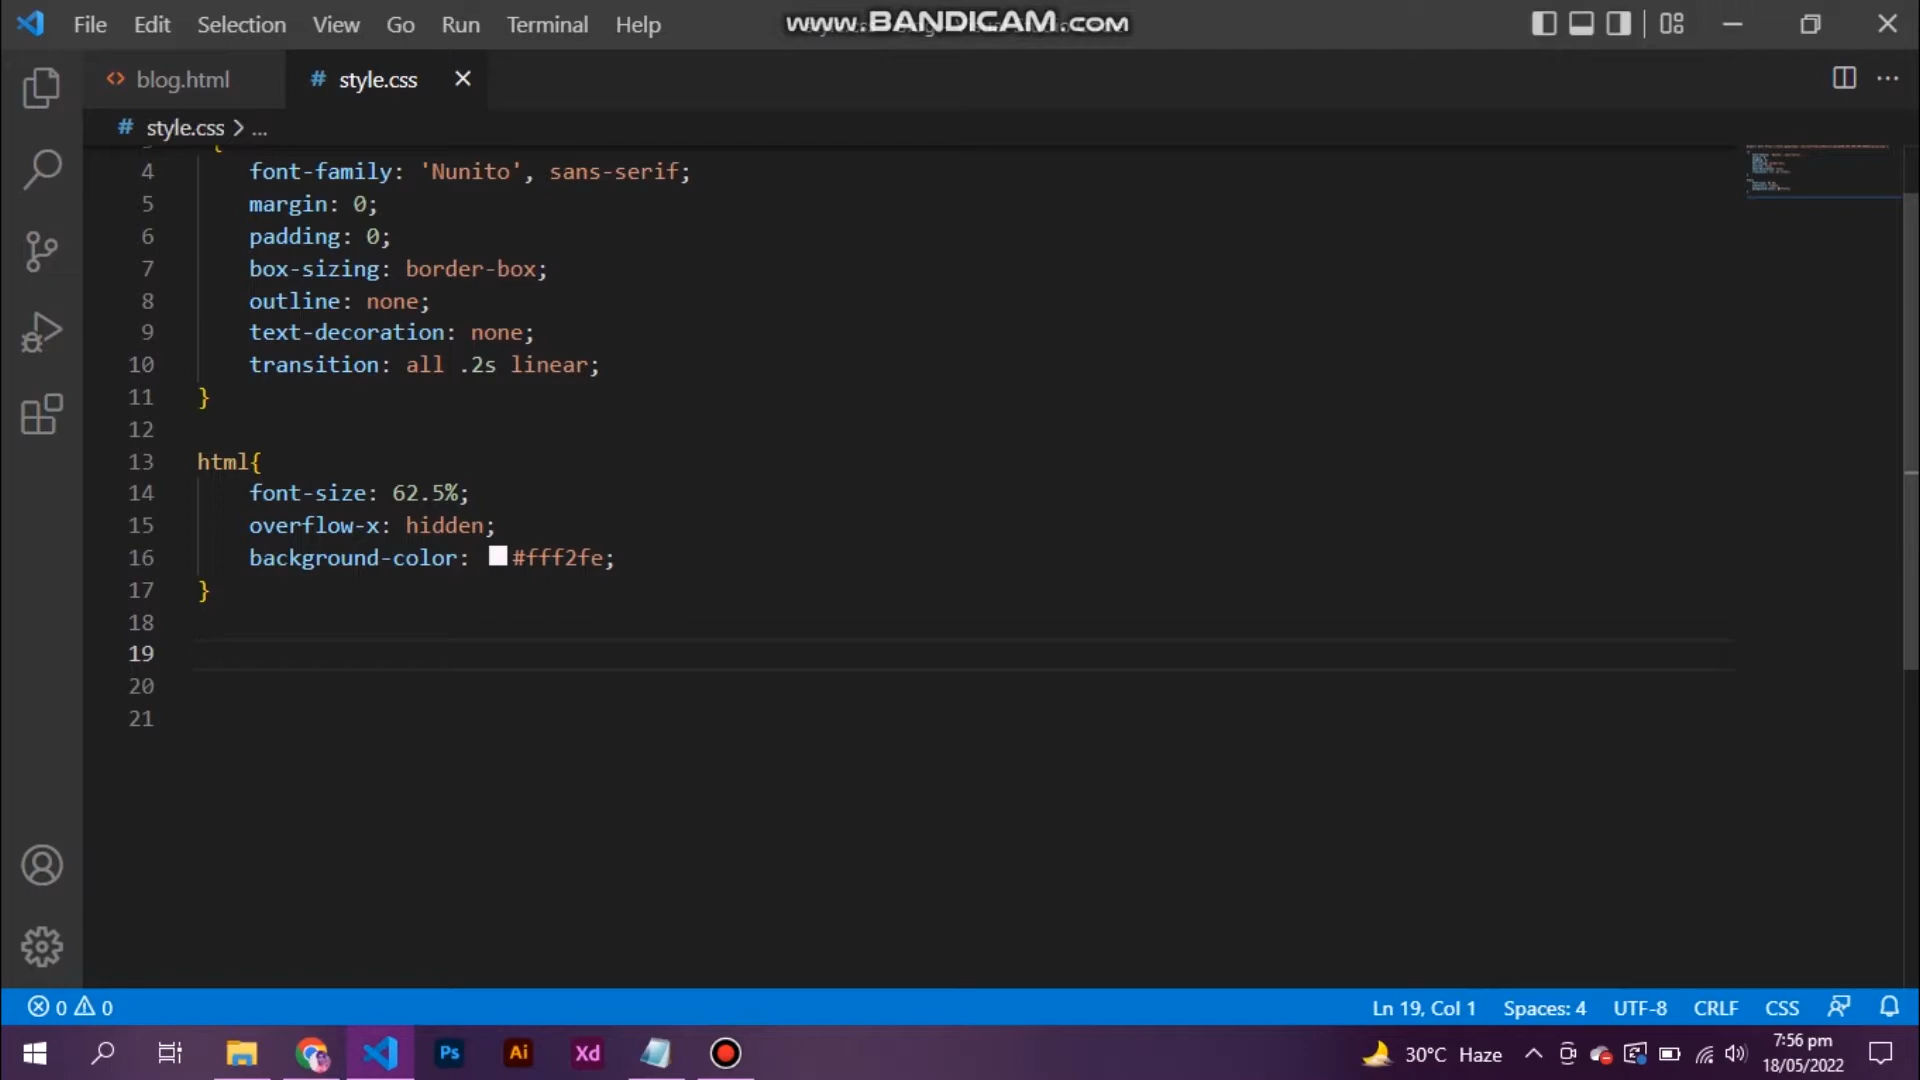 File Edit Selection View Go Run Terminal Help
www.BANDICAM.com
blog.html
# style.css
# style.css > ...
4 font-family: 'Nunito', sans-serif;
5 margin: 0;
6 padding: 0;
7 box-sizing: border-box;
8 outline: none;
9 text-decoration: none;
10 transition: all .2s linear;
11 }
12
13 html{
14 font-size: 62.5%;
15 overflow-x: hidden;
16 background-color: #fff2fe;
17 }
18
19
20
21
0 0
Ln 19, Col 1 Spaces: 4 UTF-8 CRLF CSS
Ps Ai Xd
30°C Haze
7:56 pm
18/05/2022